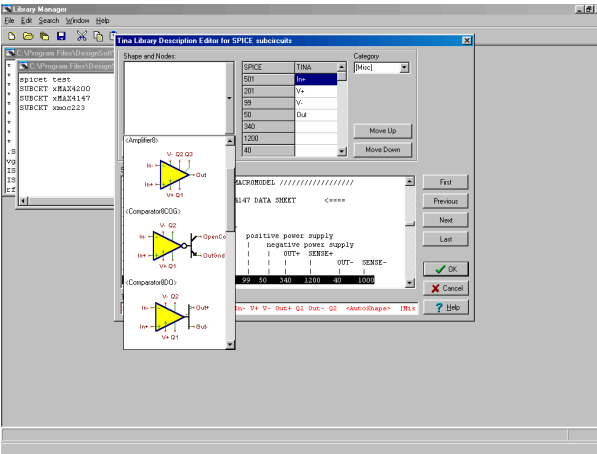 Library Manager
File Edit Search Window Help
Tina Library Description Editor for SPICE subcircuits
C:\Program Files\DesignSoft
C:\Program Files\Design
spicet test
SUBCKT xMAX4200
SUBCKT xMAX4147
SUBCKT xmoc223
Shape and Nodes:
SPICE TINA
501 In+
201 V+
99 V-
50 Out
340
1200
40
Category
[Misc]
Move Up
Move Down
<Amplifier8>
V- Q2 Q3
In-
Out
In+
V+ Q1
<Comparator8COG>
V- Q2
In-
OpenCo
In+
OutGnd
V+ Q1
<Comparator8DO>
V- Q2
In-
Out+
In+
Out-
V+ Q1
MACROMODEL //////////////////
4147 DATA SHEET <====
positive power supply
| negative power supply
| | OUT+ SENSE+
| | | | OUT- SENSE-
| | | | | |
99 50 340 1200 40 1000
In- V+ V- Out+ Q1 Out- Q2 <AutoShape> [Mis
First
Previous
Next
Last
OK
Cancel
Help
.S
vg
IS
IS
rf